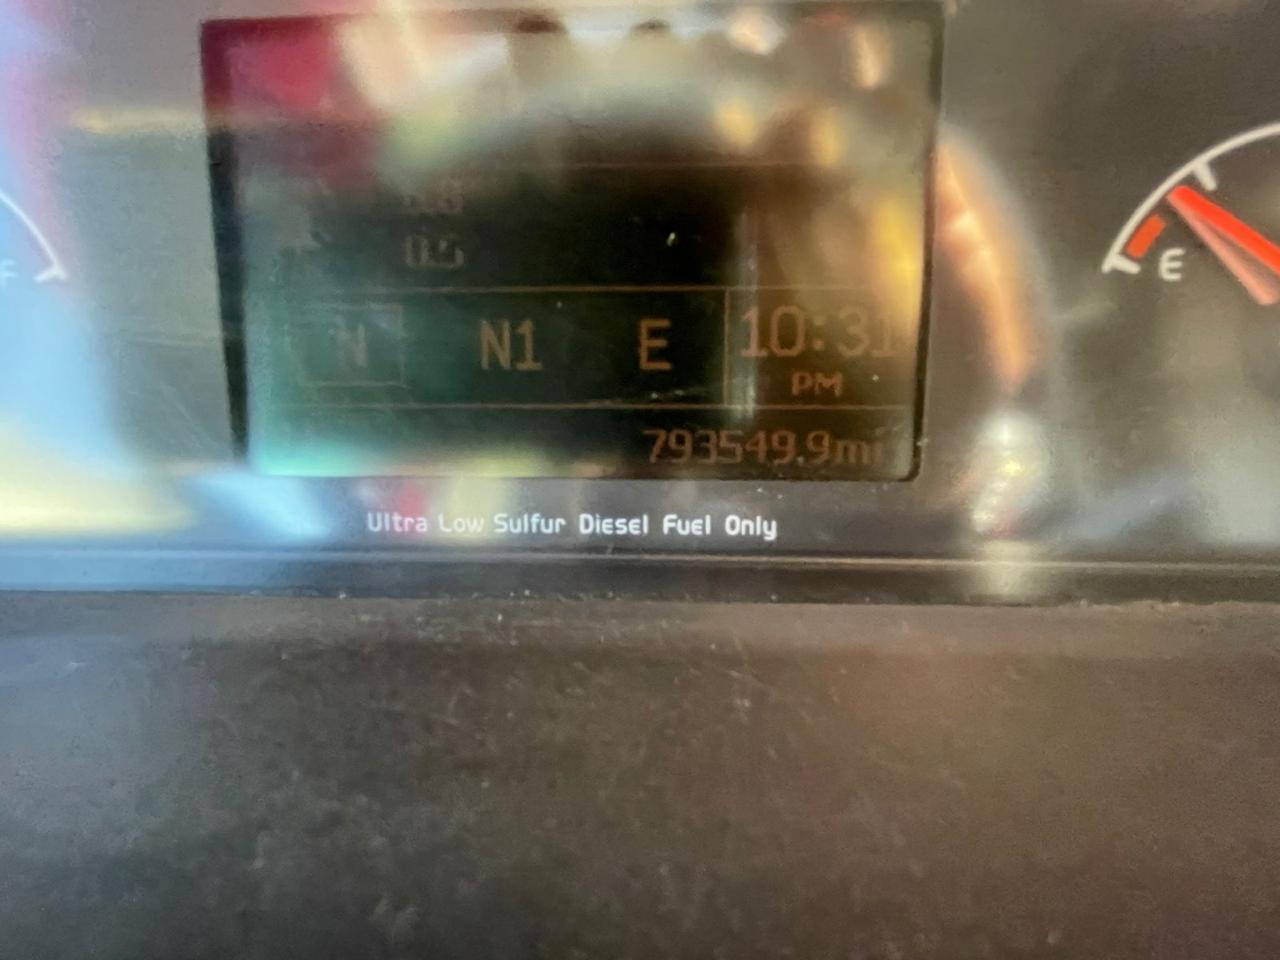 F
E
N N1 E 10:31
PM
793549.9mi
Ultra Low Sulfur Diesel Fuel Only